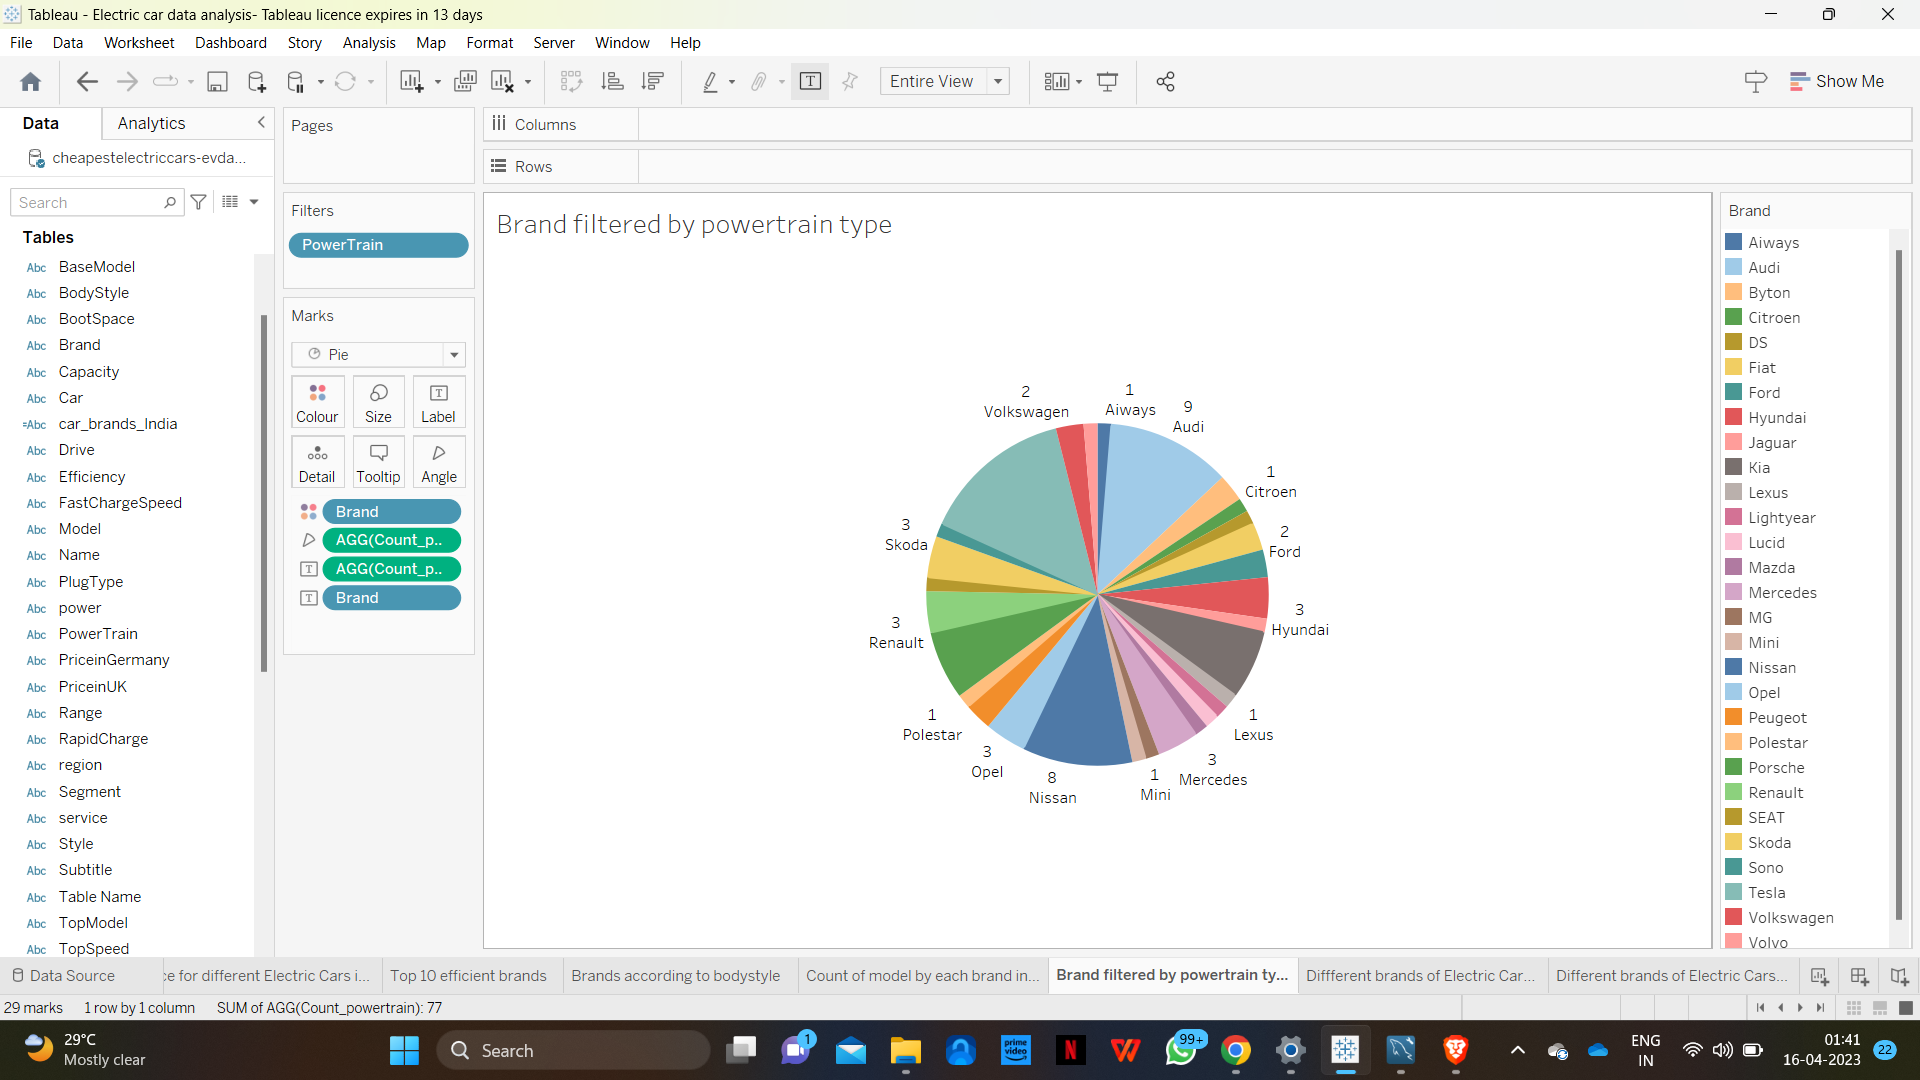 Tableau - Electric car data analysis- Tableau licence expires in 13 days
File Data Worksheet Dashboard Story Analysis Map Format Server Window Help
Entire View
Show Me
Data Analytics
cheapestelectriccars-evda...
Search
Tables
Abc BaseModel
Abc BodyStyle
Abc BootSpace
Abc Brand
Abc Capacity
Abc Car
=Abc car_brands_India
Abc Drive
Abc Efficiency
Abc FastChargeSpeed
Abc Model
Abc Name
Abc PlugType
Abc power
Abc PowerTrain
Abc PriceinGermany
Abc PriceinUK
Abc Range
Abc RapidCharge
Abc region
Abc Segment
Abc service
Abc Style
Abc Subtitle
Abc Table Name
Abc TopModel
Abc TopSpeed
Pages
Filters
PowerTrain
Marks
Pie
Colour Size Label
Detail Tooltip Angle
Brand
AGG(Count_p..
AGG(Count_p..
Brand
Columns
Rows
Brand filtered by powertrain type
2
Volkswagen
1
Aiways
9
Audi
1
Citroen
2
Ford
3
Hyundai
1
Lexus
3
Mercedes
1
Mini
8
Nissan
3
Opel
1
Polestar
3
Renault
3
Skoda
Brand
Aiways
Audi
Byton
Citroen
DS
Fiat
Ford
Hyundai
Jaguar
Kia
Lexus
Lightyear
Lucid
Mazda
Mercedes
MG
Mini
Nissan
Opel
Peugeot
Polestar
Porsche
Renault
SEAT
Skoda
Sono
Tesla
Volkswagen
Volvo
Data Source ce for different Electric Cars i... Top 10 efficient brands Brands according to bodystyle Count of model by each brand in... Brand filtered by powertrain ty... Diffferent brands of Electric Car... Different brands of Electric Cars...
29 marks 1 row by 1 column SUM of AGG(Count_powertrain): 77
29°C
Mostly clear
Search
1
prime video
N
W
99+
ENG
IN
01:41
16-04-2023
22